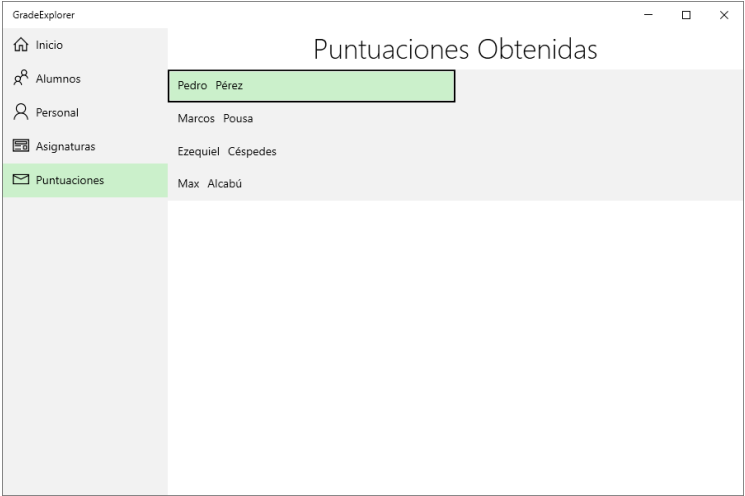 GradeExplorer
Inicio
Alumnos
Personal
Asignaturas
Puntuaciones
Puntuaciones Obtenidas
Pedro Pérez
Marcos Pousa
Ezequiel Céspedes
Max Alcabú